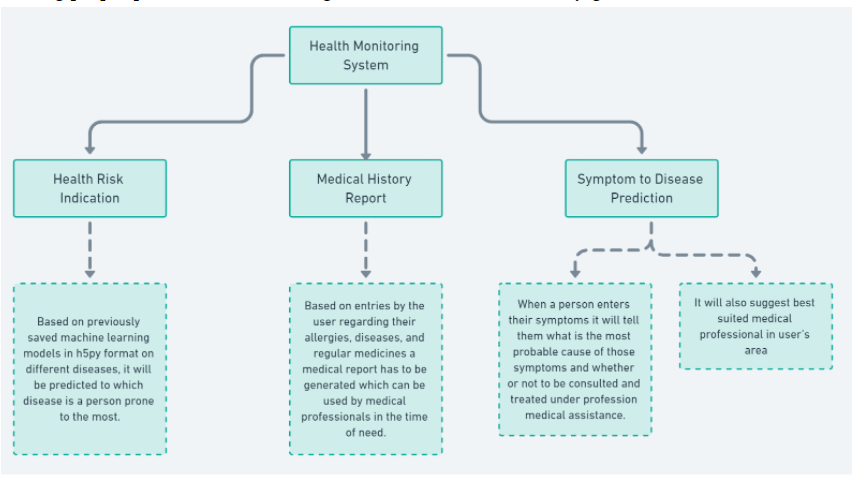 Health Monitoring
System
Health Risk
Indication
Medical History
Report
Symptom to Disease
Prediction
Based on previously
saved machine learning
models in h5py format on
different diseases, it will
be predicted to which
disease is a person prone
to the most.
Based on entries by the
user regarding their
allergies, diseases, and
regular medicines a
medical report has to be
generated which can be
used by medical
professionals in the time
of need.
When a person enters
their symptoms it will tell
them what is the most
probable cause of those
symptoms and whether
or not to be consulted and
treated under profession
medical assistance.
It will also suggest best
suited medical
professional in user's
area